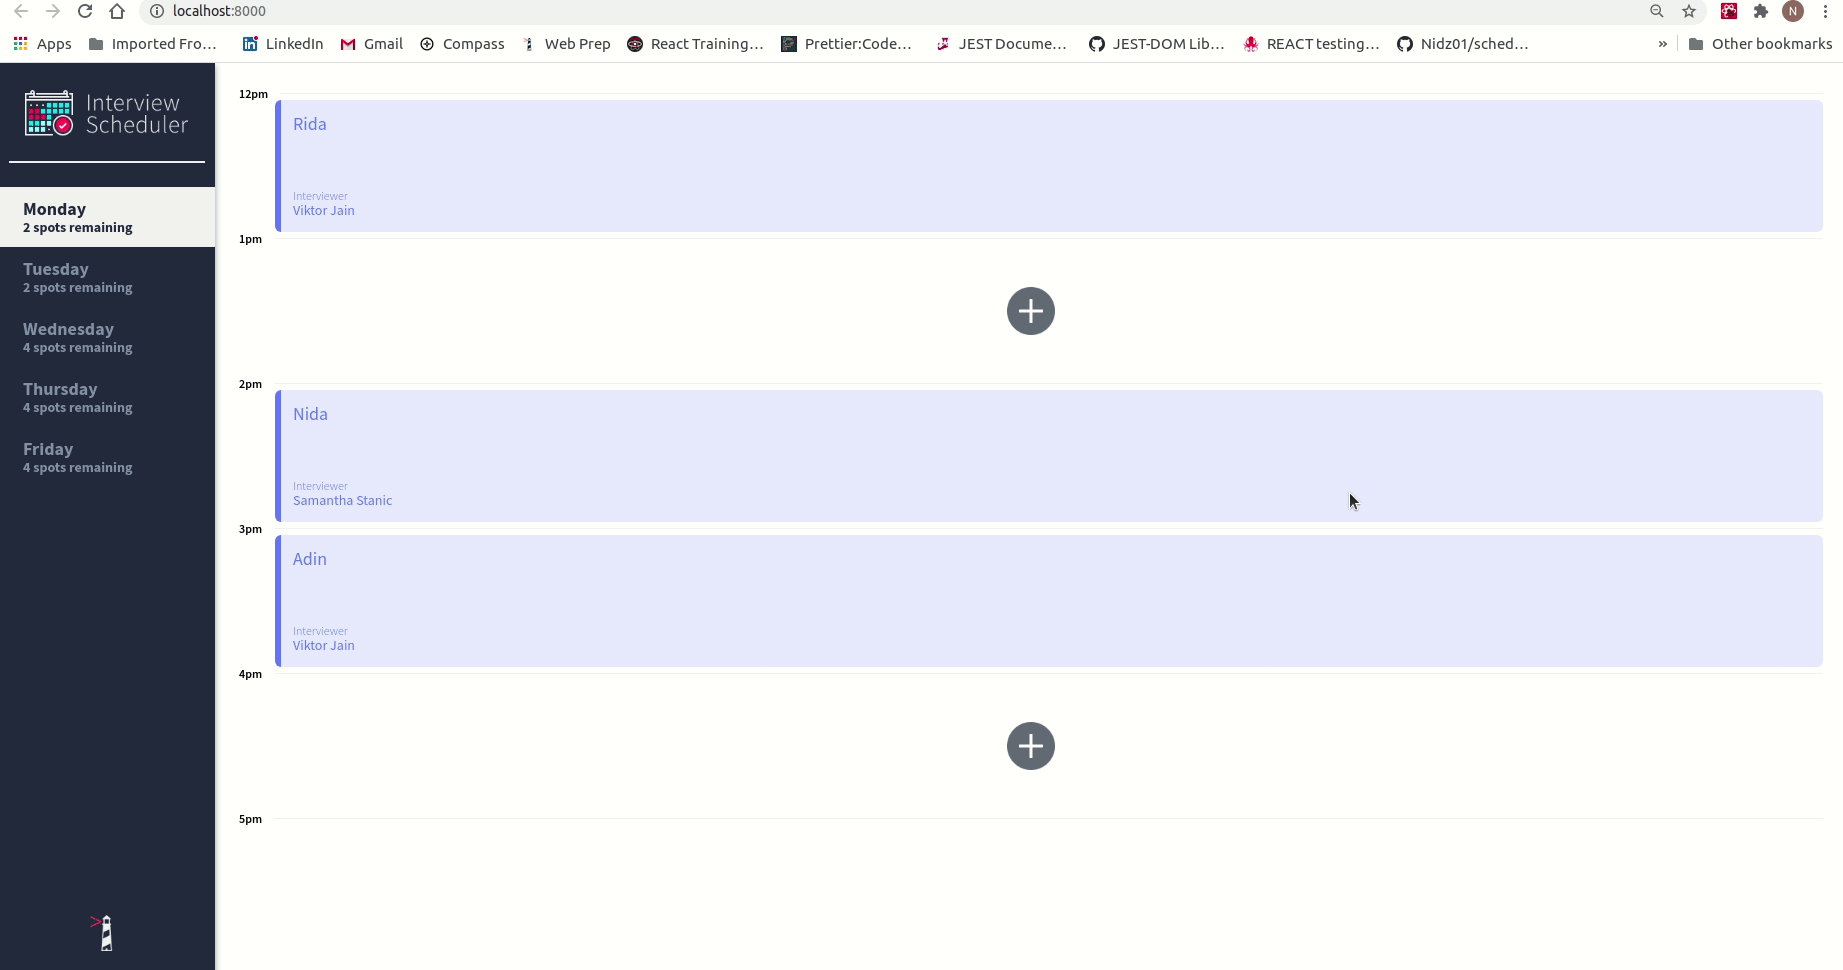 localhost:8000
N
Apps
Imported Fro...
LinkedIn
Gmail
Compass
Web Prep
React Training...
Prettier:Code...
JEST Docume...
JEST-DOM Lib...
REACT testing...
Nidz01/sched...
»
Other bookmarks
Interview
Scheduler
Monday
2 spots remaining
Tuesday
2 spots remaining
Wednesday
4 spots remaining
Thursday
4 spots remaining
Friday
4 spots remaining
12pm
Rida
Interviewer
Viktor Jain
1pm
2pm
Nida
Interviewer
Samantha Stanic
3pm
Adin
Interviewer
Viktor Jain
4pm
5pm